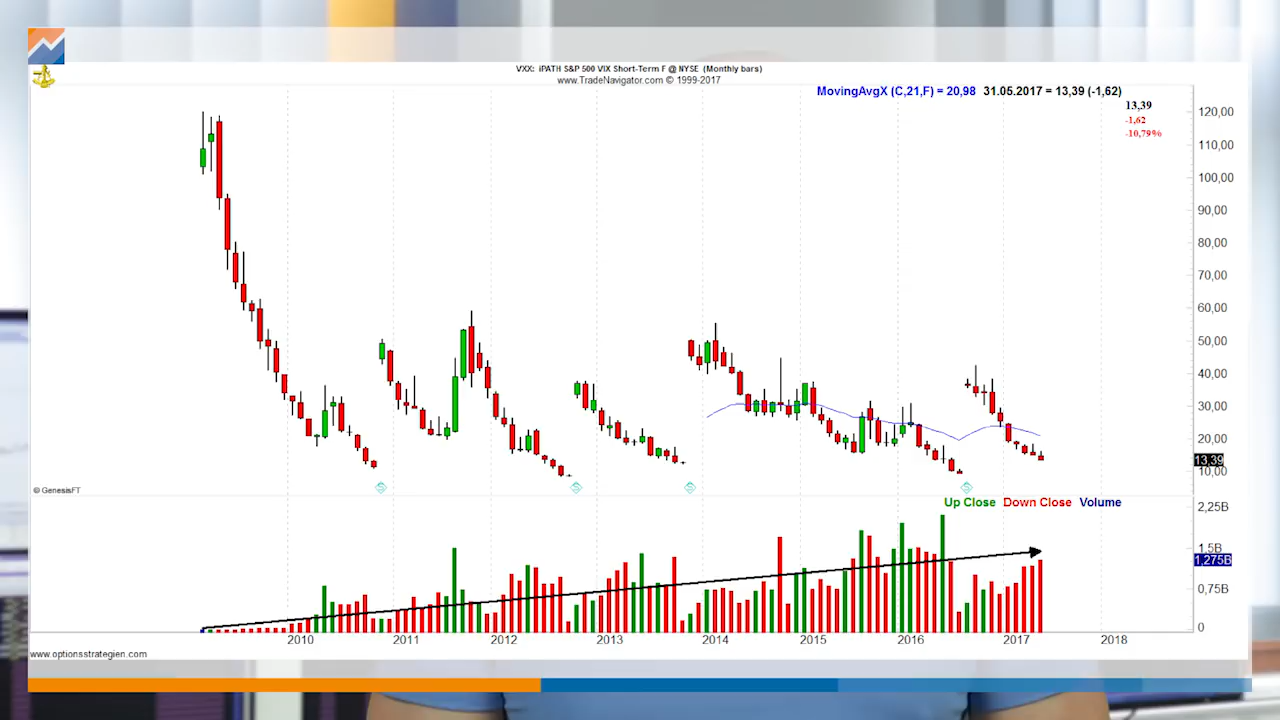 VXX: iPATH S&P 500 VIX Short-Term F @ NYSE (Monthly bars)
www.TradeNavigator.com © 1999-2017
MovingAvgX (C,21,F) = 20,98 31.05.2017 = 13,39 (-1,62)
13,39
-1,62
-10,79%
120,00
110,00
100,00
90,00
80,00
70,00
60,00
50,00
40,00
30,00
20,00
13,39
10,00
© GenesisFT
S S S S
Up Close Down Close Volume
2,25B
1,5B
1,275B
0,75B
0
2010 2011 2012 2013 2014 2015 2016 2017 2018
www.optionsstrategien.com